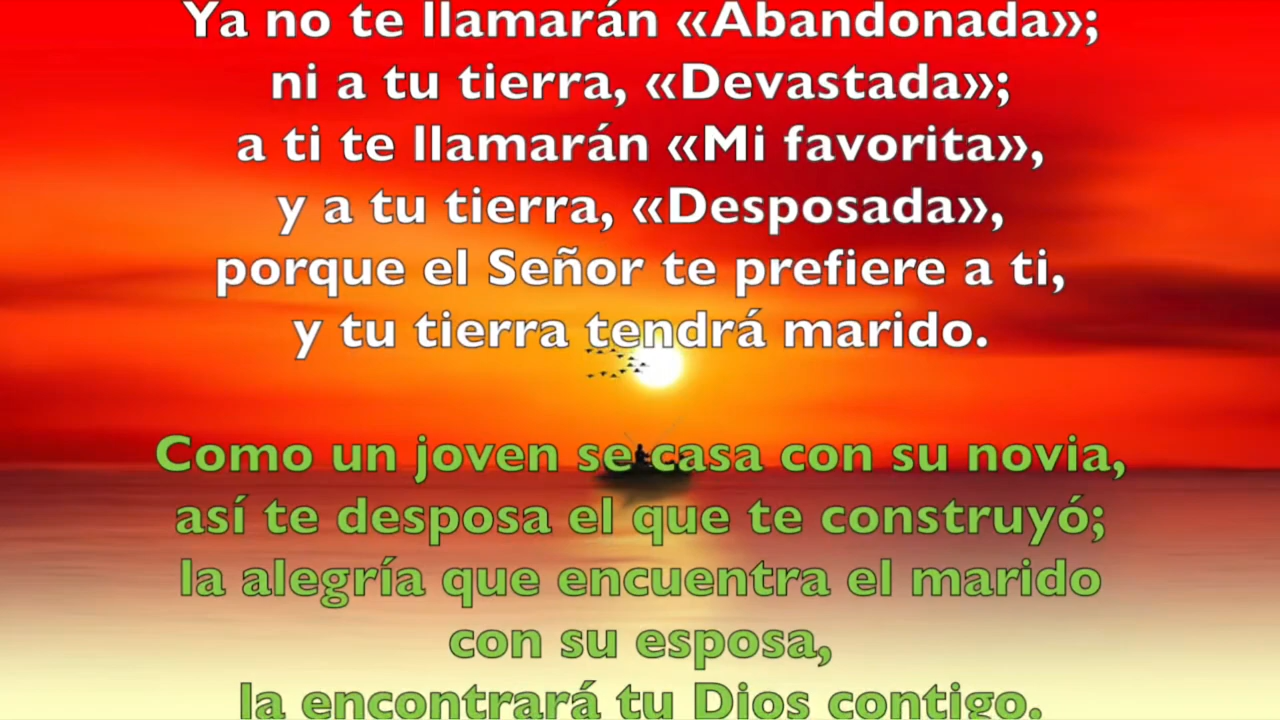 Ya no te llamarán «Abandonada»;
ni a tu tierra, «Devastada»;
a ti te llamarán «Mi favorita»,
y a tu tierra, «Desposada»,
porque el Señor te prefiere a ti,
y tu tierra tendrá marido.
Como un joven se casa con su novia,
así te desposa el que te construyó;
la alegría que encuentra el marido
con su esposa,
la encontrará tu Dios contigo.